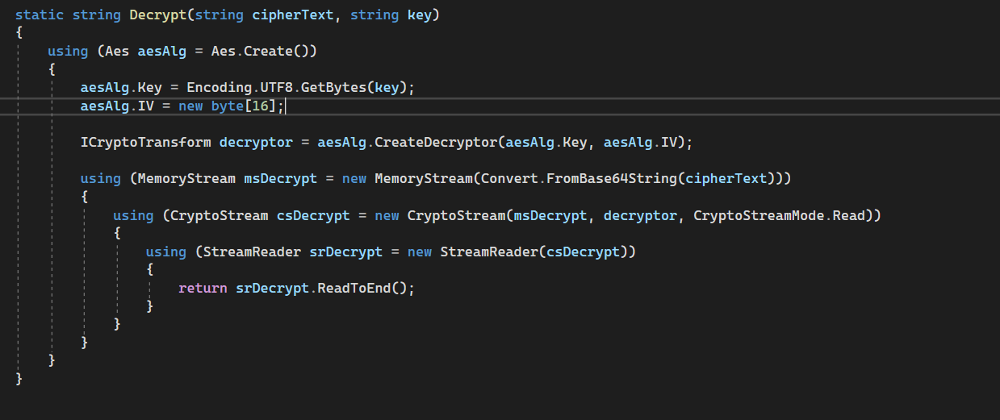 static string Decrypt(string cipherText, string key)
{
    using (Aes aesAlg = Aes.Create())
    {
        aesAlg.Key = Encoding.UTF8.GetBytes(key);
        aesAlg.IV = new byte[16];
        ICryptoTransform decryptor = aesAlg.CreateDecryptor(aesAlg.Key, aesAlg.IV);
        using (MemoryStream msDecrypt = new MemoryStream(Convert.FromBase64String(cipherText)))
        {
            using (CryptoStream csDecrypt = new CryptoStream(msDecrypt, decryptor, CryptoStreamMode.Read))
            {
                using (StreamReader srDecrypt = new StreamReader(csDecrypt))
                {
                    return srDecrypt.ReadToEnd();
                }
            }
        }
    }
}